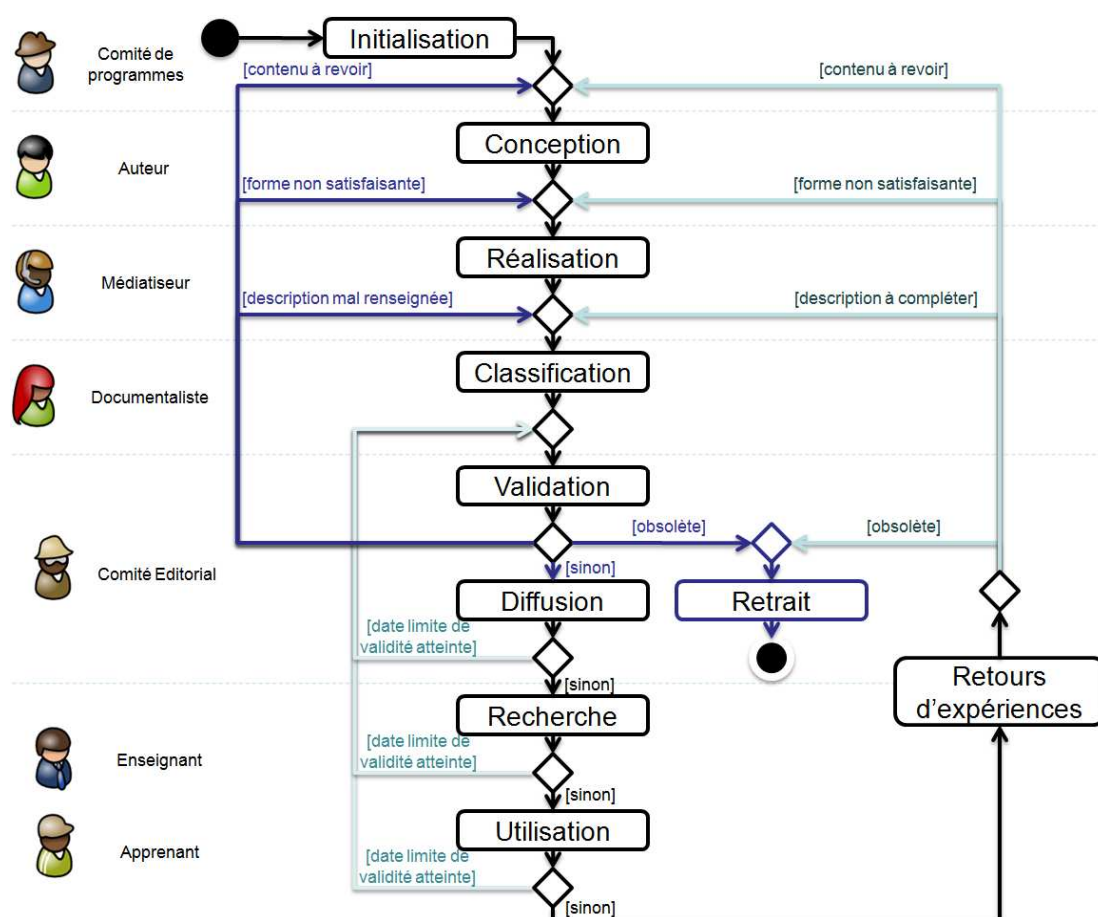 Initialisation
Comité de
programmes
[contenu à revoir]
[contenu à revoir]
Conception
Auteur
[forme non satisfaisante]
[forme non satisfaisante]
Réalisation
Médiatiseur
[description mal renseignée]
[description à compléter]
Classification
Documentaliste
Validation
[obsolète]
[obsolète]
Comité Editorial
[sinon]
Diffusion
Retrait
[date limite de
validité atteinte]
[sinon]
Retours
d'expériences
Recherche
[date limite de
validité atteinte]
Enseignant
[sinon]
Utilisation
Apprenant
[date limite de
validité atteinte]
[sinon]